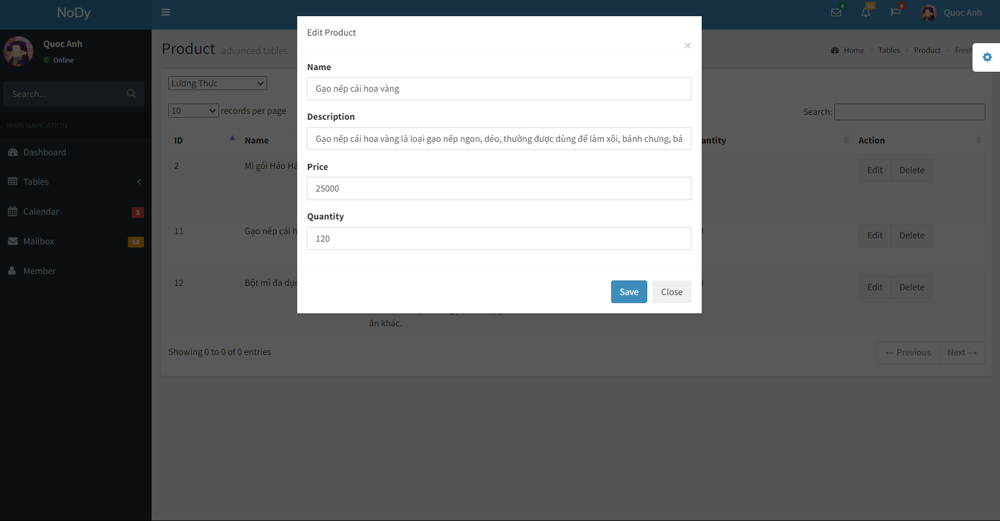 NoDy
4
10
9
Quoc Anh
Quoc Anh
Online
Search...
MAIN NAVIGATION
Dashboard
Tables
Calendar
3
Mailbox
12
Member
Product advanced tables
Home > Tables > Product > Fresh
Lương Thực
10 records per page
Search:
ID Name Action
2 Mì gói Hảo Edit Delete
11 Gạo nếp cái Edit Delete
12 Bột mì đa Edit Delete
ăn khác.
Showing 0 to 0 of 0 entries
← Previous Next →
Edit Product
×
Name
Gạo nếp cái hoa vàng
Description
Gạo nếp cái hoa vàng là loại gạo nếp ngon, dẻo, thường được dùng để làm xôi, bánh chưng, bá
Price
25000
Quantity
120
Save
Close